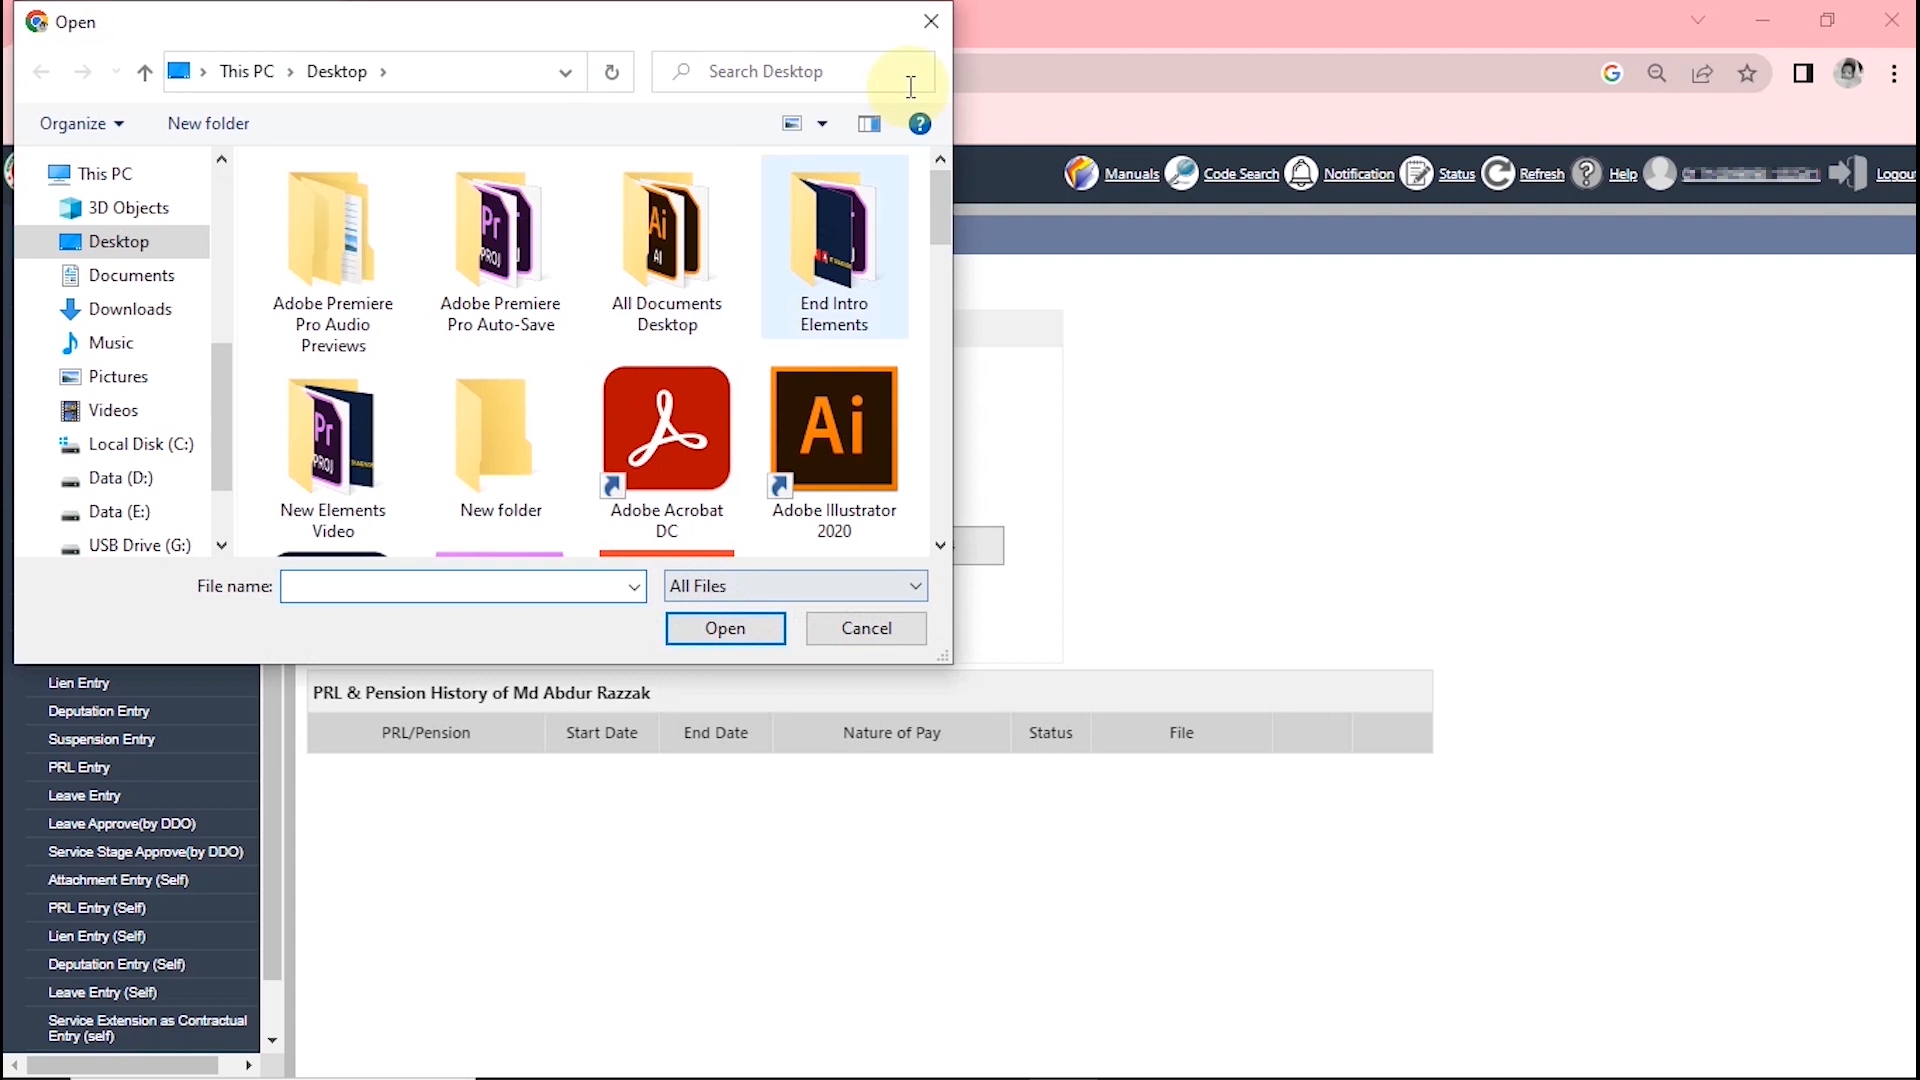 Open
This PC
Desktop
Search Desktop
Organize
New folder
This PC
3D Objects
Desktop
Documents
Downloads
Music
Pictures
Videos
Local Disk (C:)
Data (D:)
Data (E:)
USB Drive (G:)
Adobe Premiere
Pro Audio
Previews
Adobe Premiere
Pro Auto-Save
All Documents
Desktop
End Intro
Elements
New Elements
Video
New folder
Adobe Acrobat
DC
Adobe Illustrator
2020
File name:
All Files
Open
Cancel
Manuals
Code Search
Notification
Status
Refresh
Help
Logout
Lien Entry
Deputation Entry
Suspension Entry
PRL Entry
Leave Entry
Leave Approve(by DDO)
Service Stage Approve(by DDO)
Attachment Entry (Self)
PRL Entry (Self)
Lien Entry (Self)
Deputation Entry (Self)
Leave Entry (Self)
Service Extension as Contractual
Entry (self)
PRL & Pension History of Md Abdur Razzak
PRL/Pension
Start Date
End Date
Nature of Pay
Status
File